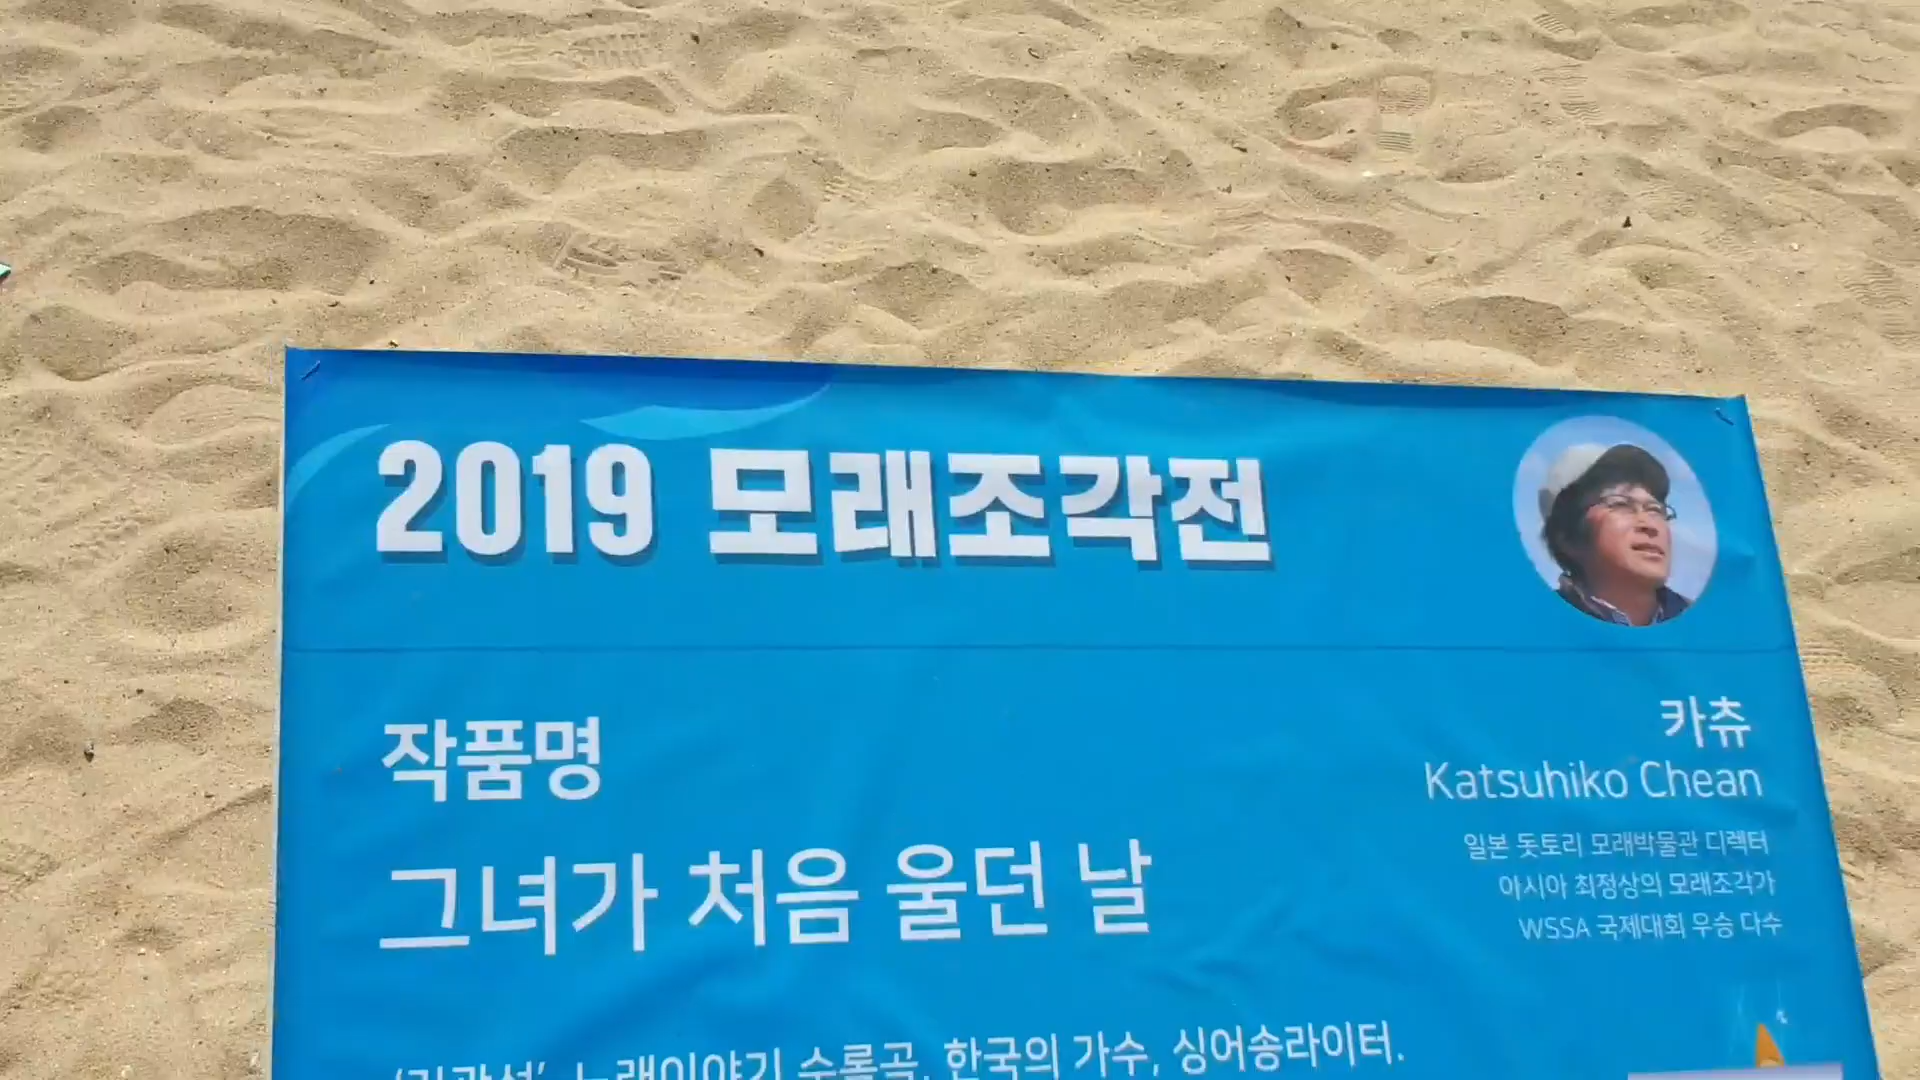 2019 모래조각전
작품명
그녀가 처음 울던 날
카츄
Katsuhiko Chean
일본 돗토리 모래박물관 디렉터
아시아 최정상의 모래조각가
WSSA 국제대회 우승 다수
노래이야기 수록곡, 한국의 가수, 싱어송라이터.